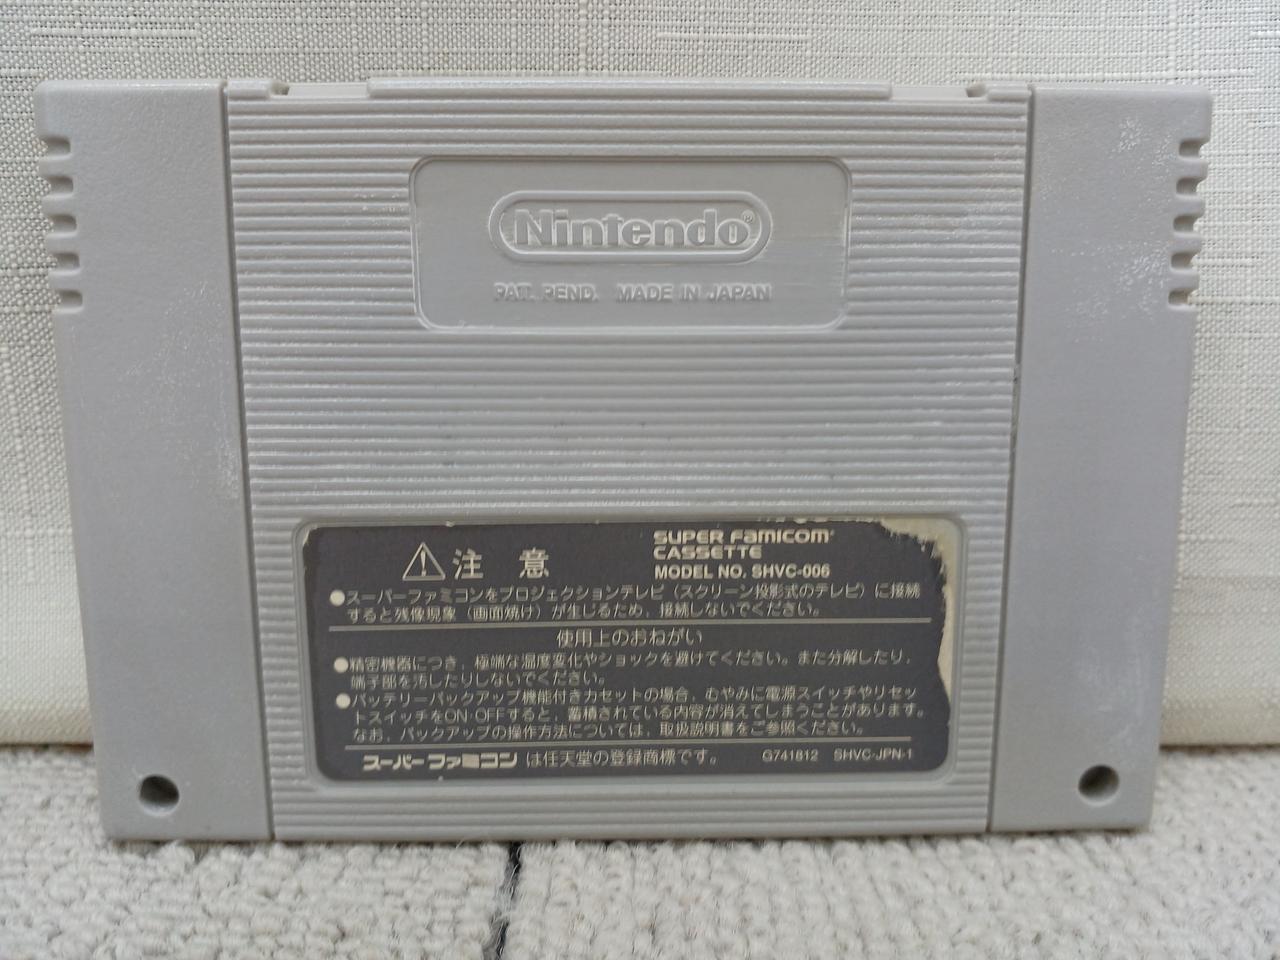 Nintendo®
PAT. PEND. MADE IN JAPAN
⚠注意
SUPER Famicom
CASSETTE
MODEL NO. SHVC-006
●スーパーファミコンをプロジェクションテレビ（スクリーン投影式のテレビ）に接続
すると残像現象（画面焼け）が生じるため、接続しないでください。
使用上のおねがい
●精密機器につき、極端な温度変化やショックを避けてください。また分解したり、
端子部を汚したりしないでください。
●バッテリーバックアップ機能付きカセットの場合、むやみに電源スイッチやリセッ
トスイッチをON・OFFすると、蓄積されている内容が消えてしまうことがあります。
なお、バックアップの操作方法については、取扱説明書をご参照ください。
スーパーファミコンは任天堂の登録商標です。 G741812 SHVC-JPN-1